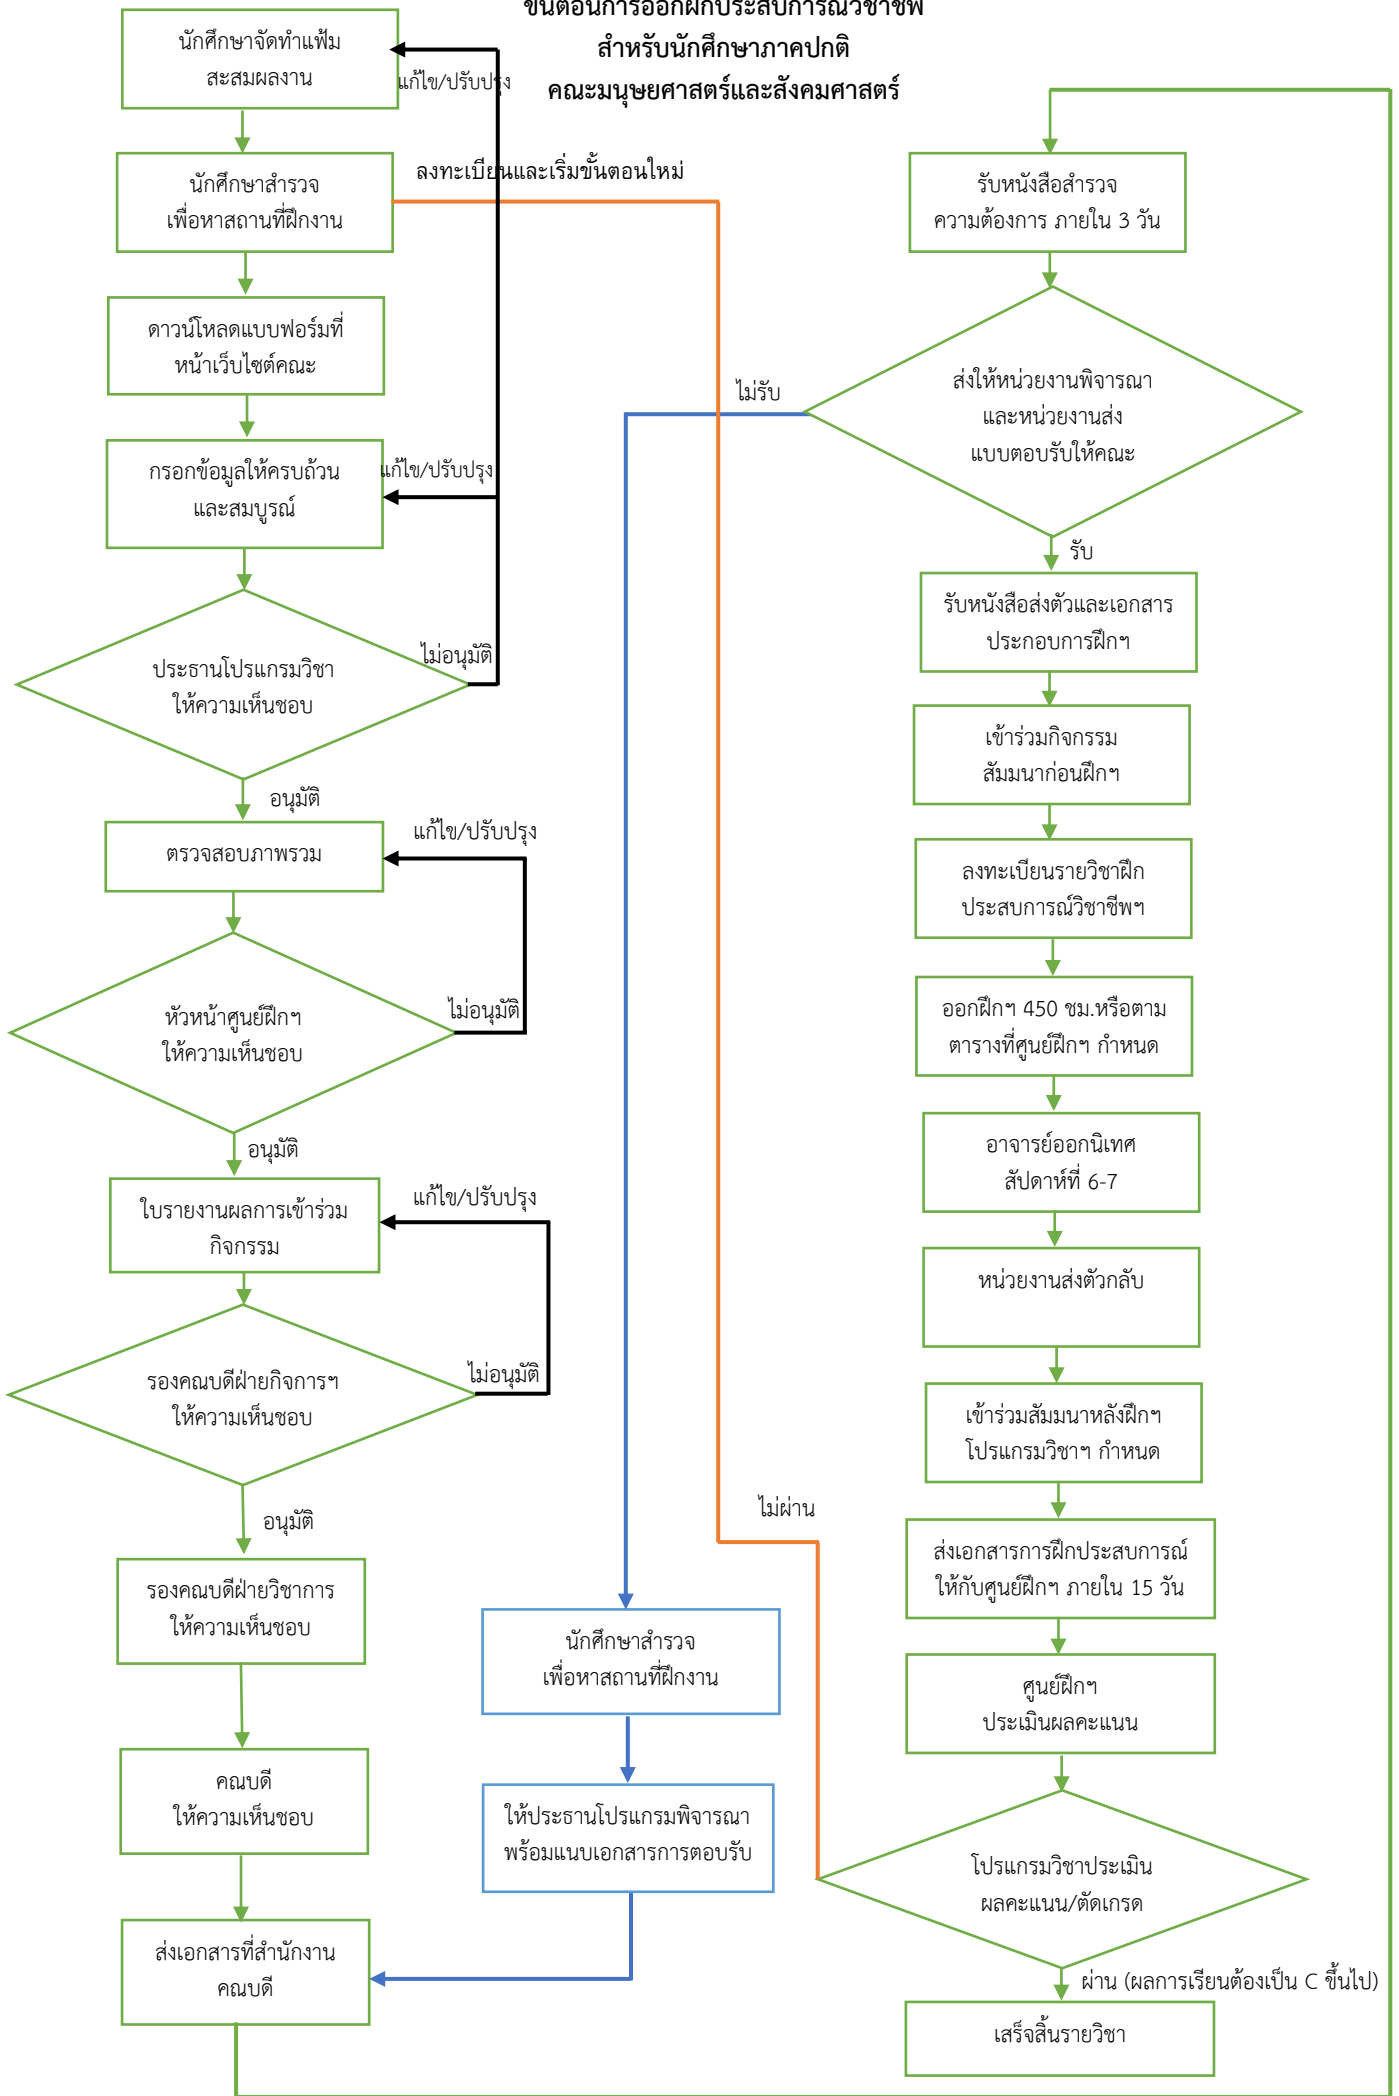 ขั้นตอนการออกฝึกประสบการณ์วิชาชีพ
สำหรับนักศึกษาภาคปกติ
คณะมนุษยศาสตร์และสังคมศาสตร์
นักศึกษาจัดทำแฟ้ม
สะสมผลงาน
แก้ไข/ปรับปรุง
นักศึกษาสำรวจ
เพื่อหาสถานที่ฝึกงาน
ลงทะเบียนและเริ่มขั้นตอนใหม่
ดาวน์โหลดแบบฟอร์มที่
หน้าเว็บไซต์คณะ
กรอกข้อมูลให้ครบถ้วน
และสมบูรณ์
แก้ไข/ปรับปรุง
ประธานโปรแกรมวิชา
ให้ความเห็นชอบ
ไม่อนุมัติ
อนุมัติ
ตรวจสอบภาพรวม
แก้ไข/ปรับปรุง
หัวหน้าศูนย์ฝึกฯ
ให้ความเห็นชอบ
ไม่อนุมัติ
อนุมัติ
ใบรายงานผลการเข้าร่วม
กิจกรรม
แก้ไข/ปรับปรุง
รองคณบดีฝ่ายกิจการฯ
ให้ความเห็นชอบ
ไม่อนุมัติ
อนุมัติ
รองคณบดีฝ่ายวิชาการ
ให้ความเห็นชอบ
คณบดี
ให้ความเห็นชอบ
ส่งเอกสารที่สำนักงาน
คณบดี
นักศึกษาสำรวจ
เพื่อหาสถานที่ฝึกงาน
ให้ประธานโปรแกรมพิจารณา
พร้อมแนบเอกสารการตอบรับ
รับหนังสือสำรวจ
ความต้องการ ภายใน 3 วัน
ส่งให้หน่วยงานพิจารณา
และหน่วยงานส่ง
แบบตอบรับให้คณะ
ไม่รับ
รับ
รับหนังสือส่งตัวและเอกสาร
ประกอบการฝึกฯ
เข้าร่วมกิจกรรม
สัมมนาก่อนฝึกฯ
ลงทะเบียนรายวิชาฝึก
ประสบการณ์วิชาชีพฯ
ออกฝึกฯ 450 ชม.หรือตาม
ตารางที่ศูนย์ฝึกฯ กำหนด
อาจารย์ออกนิเทศ
สัปดาห์ที่ 6-7
หน่วยงานส่งตัวกลับ
เข้าร่วมสัมมนาหลังฝึกฯ
โปรแกรมวิชาฯ กำหนด
ส่งเอกสารการฝึกประสบการณ์
ให้กับศูนย์ฝึกฯ ภายใน 15 วัน
ศูนย์ฝึกฯ
ประเมินผลคะแนน
โปรแกรมวิชาประเมิน
ผลคะแนน/ตัดเกรด
ไม่ผ่าน
ผ่าน (ผลการเรียนต้องเป็น C ขึ้นไป)
เสร็จสิ้นรายวิชา